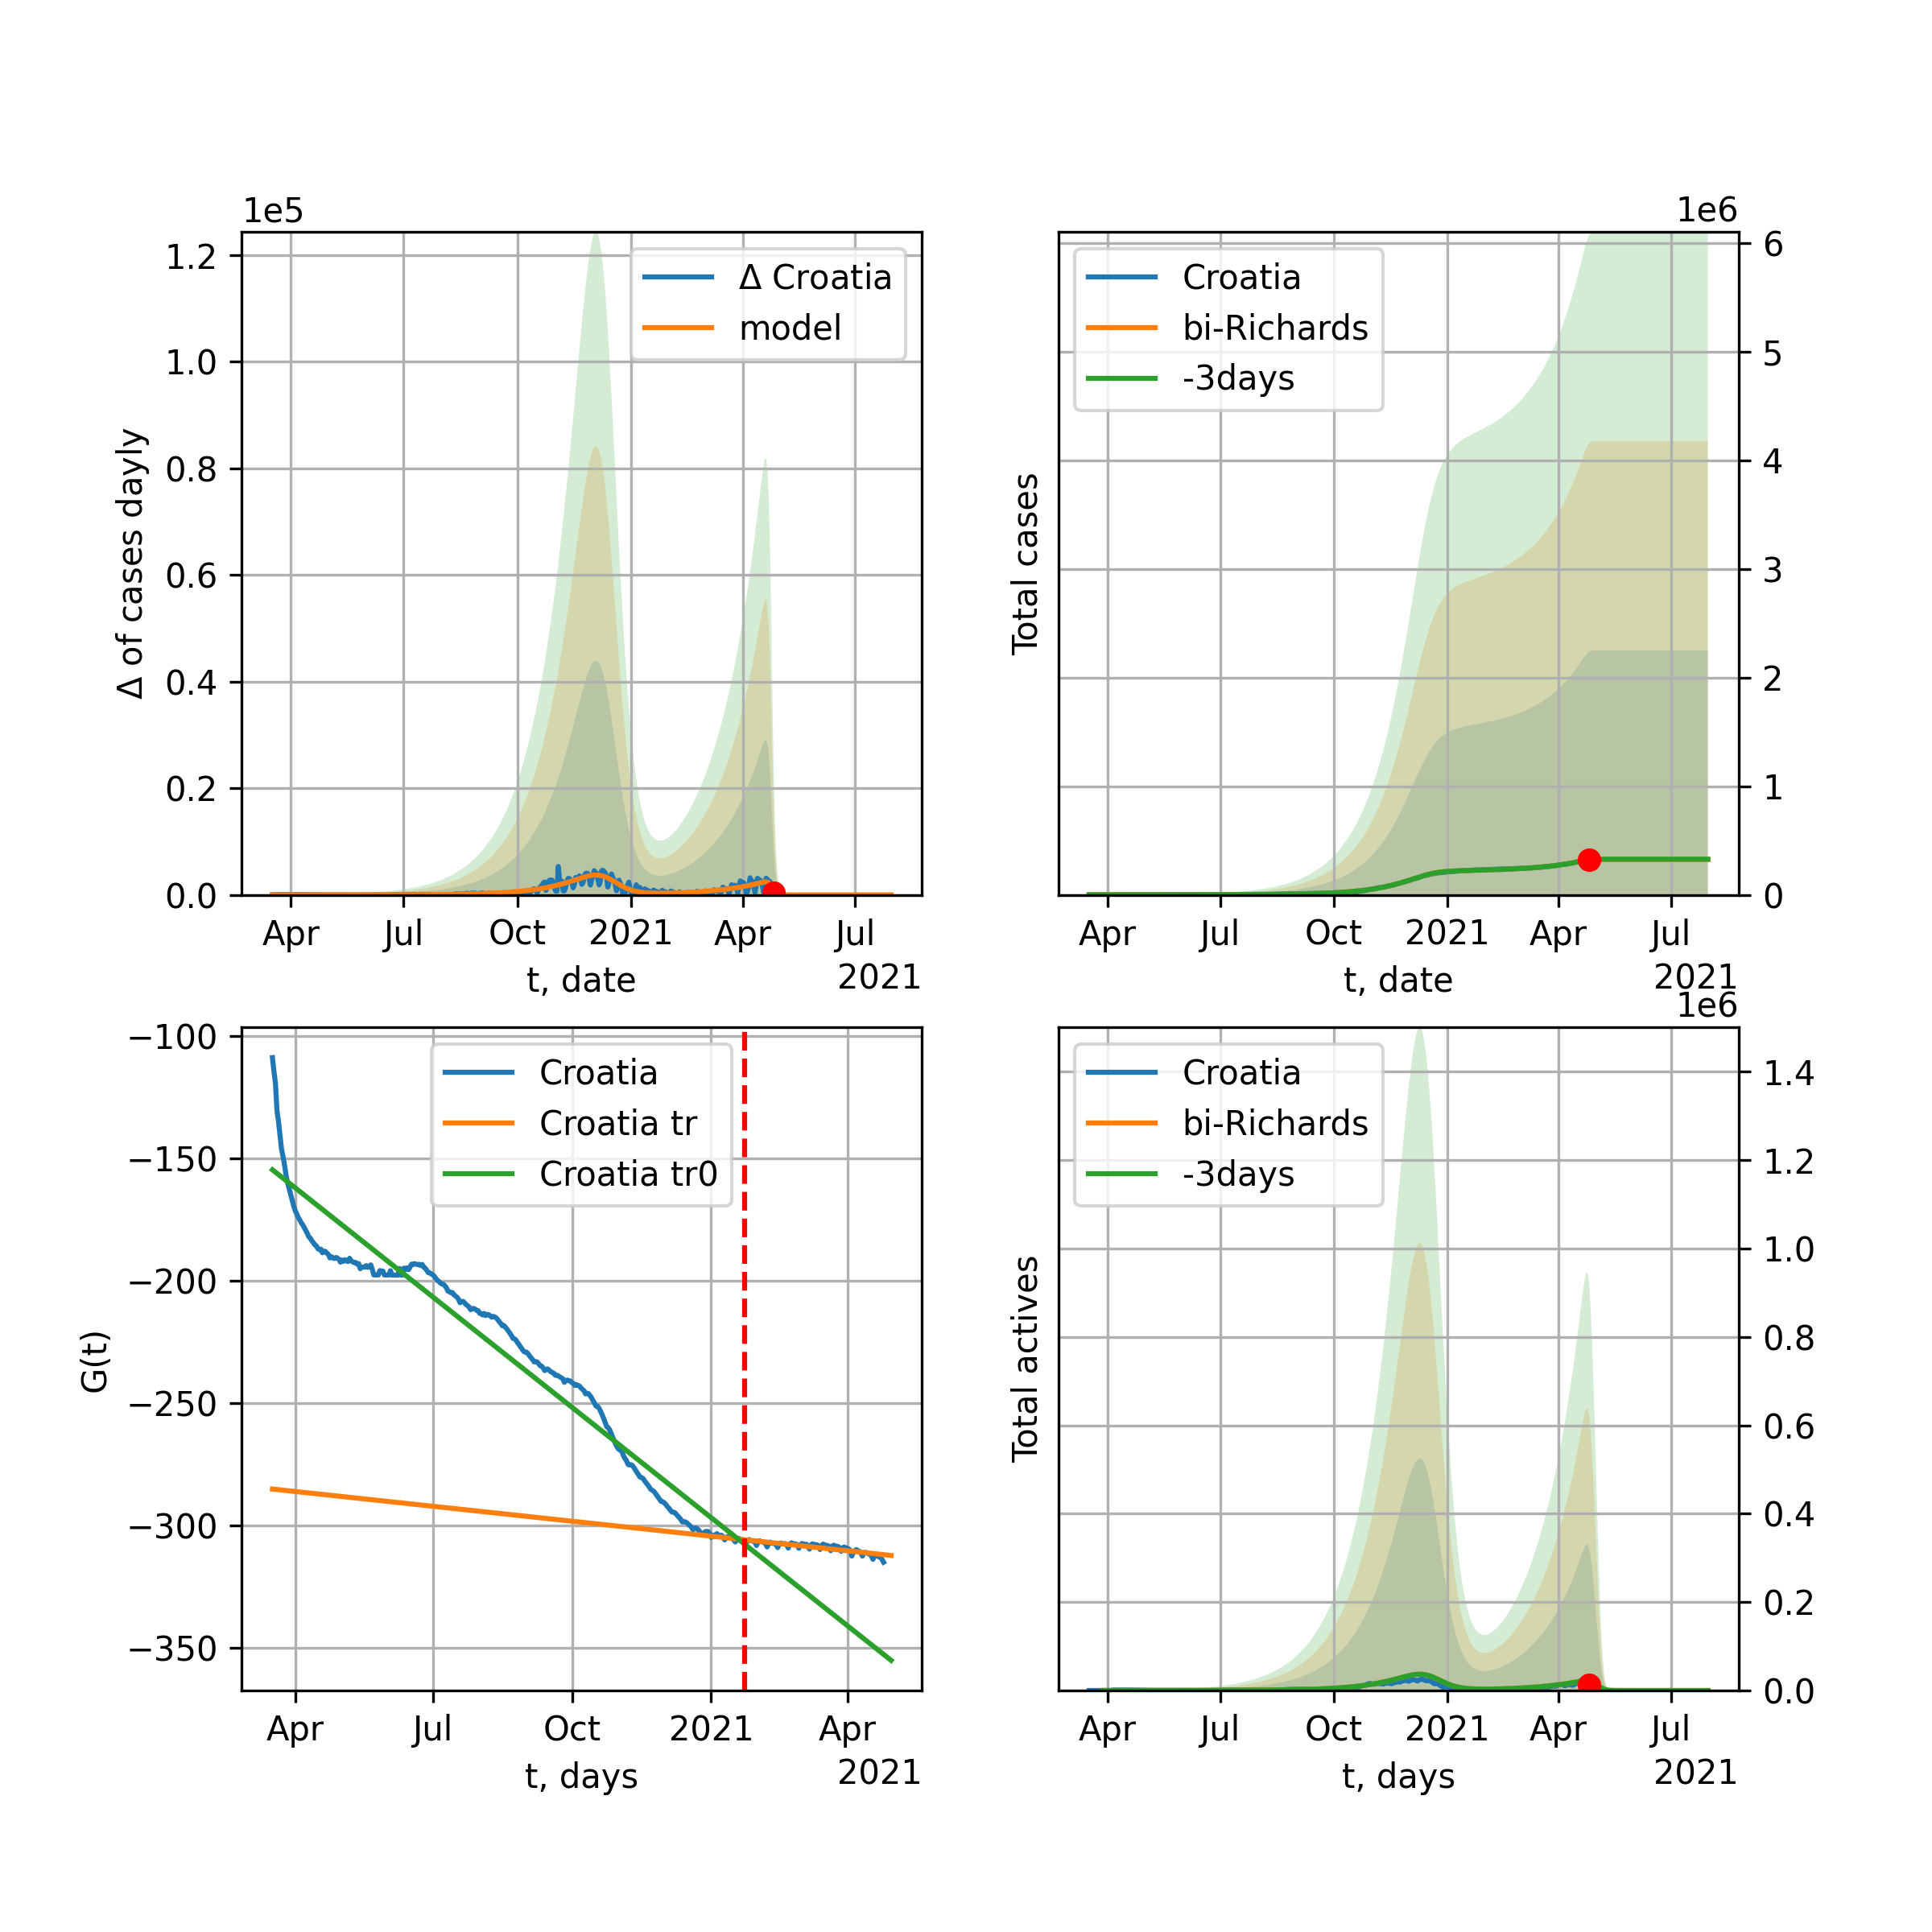 1e5
Δ of cases dayly
1.2
1.0
0.8
0.6
0.4
0.2
0.0
Δ Croatia
model
Apr Jul Oct 2021 Apr Jul
t, date
2021
1e6
Total cases
Croatia
bi-Richards
-3days
6
5
4
3
2
1
0
Apr Jul Oct 2021 Apr Jul
t, date
2021
G(t)
−100
−150
−200
−250
−300
−350
Croatia
Croatia tr
Croatia tr0
Apr Jul Oct 2021 Apr
t, days
2021
1e6
Total actives
Croatia
bi-Richards
-3days
1.4
1.2
1.0
0.8
0.6
0.4
0.2
0.0
Apr Jul Oct 2021 Apr Jul
t, days
2021